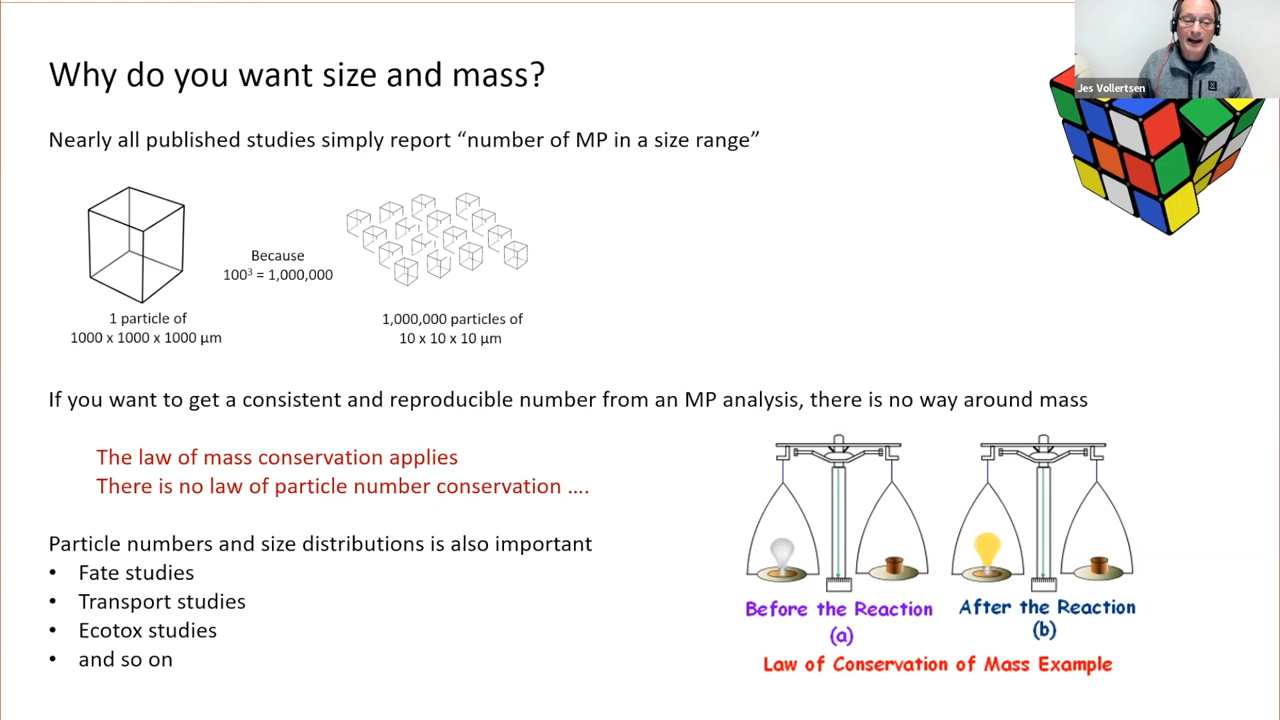 Why do you want size and mass?
Jes Vollertsen
Nearly all published studies simply report “number of MP in a size range”
Because
100³ = 1,000,000
1 particle of
1000 x 1000 x 1000 µm
1,000,000 particles of
10 x 10 x 10 µm
If you want to get a consistent and reproducible number from an MP analysis, there is no way around mass
The law of mass conservation applies
There is no law of particle number conservation ....
Particle numbers and size distributions is also important
• Fate studies
• Transport studies
• Ecotox studies
• and so on
Before the Reaction
(a)
After the Reaction
(b)
Law of Conservation of Mass Example